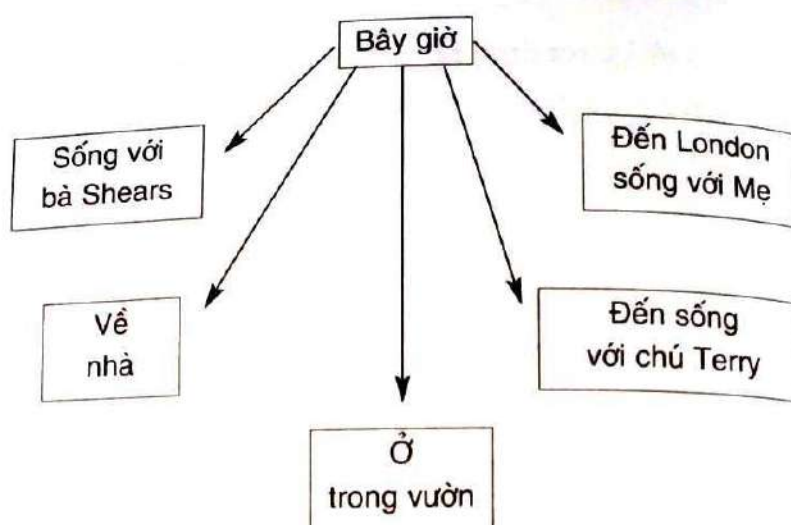 Bây giờ
Sống với
bà Shears
Đến London
sống với Mẹ
Về
nhà
Đến sống
với chú Terry
Ở
trong vườn